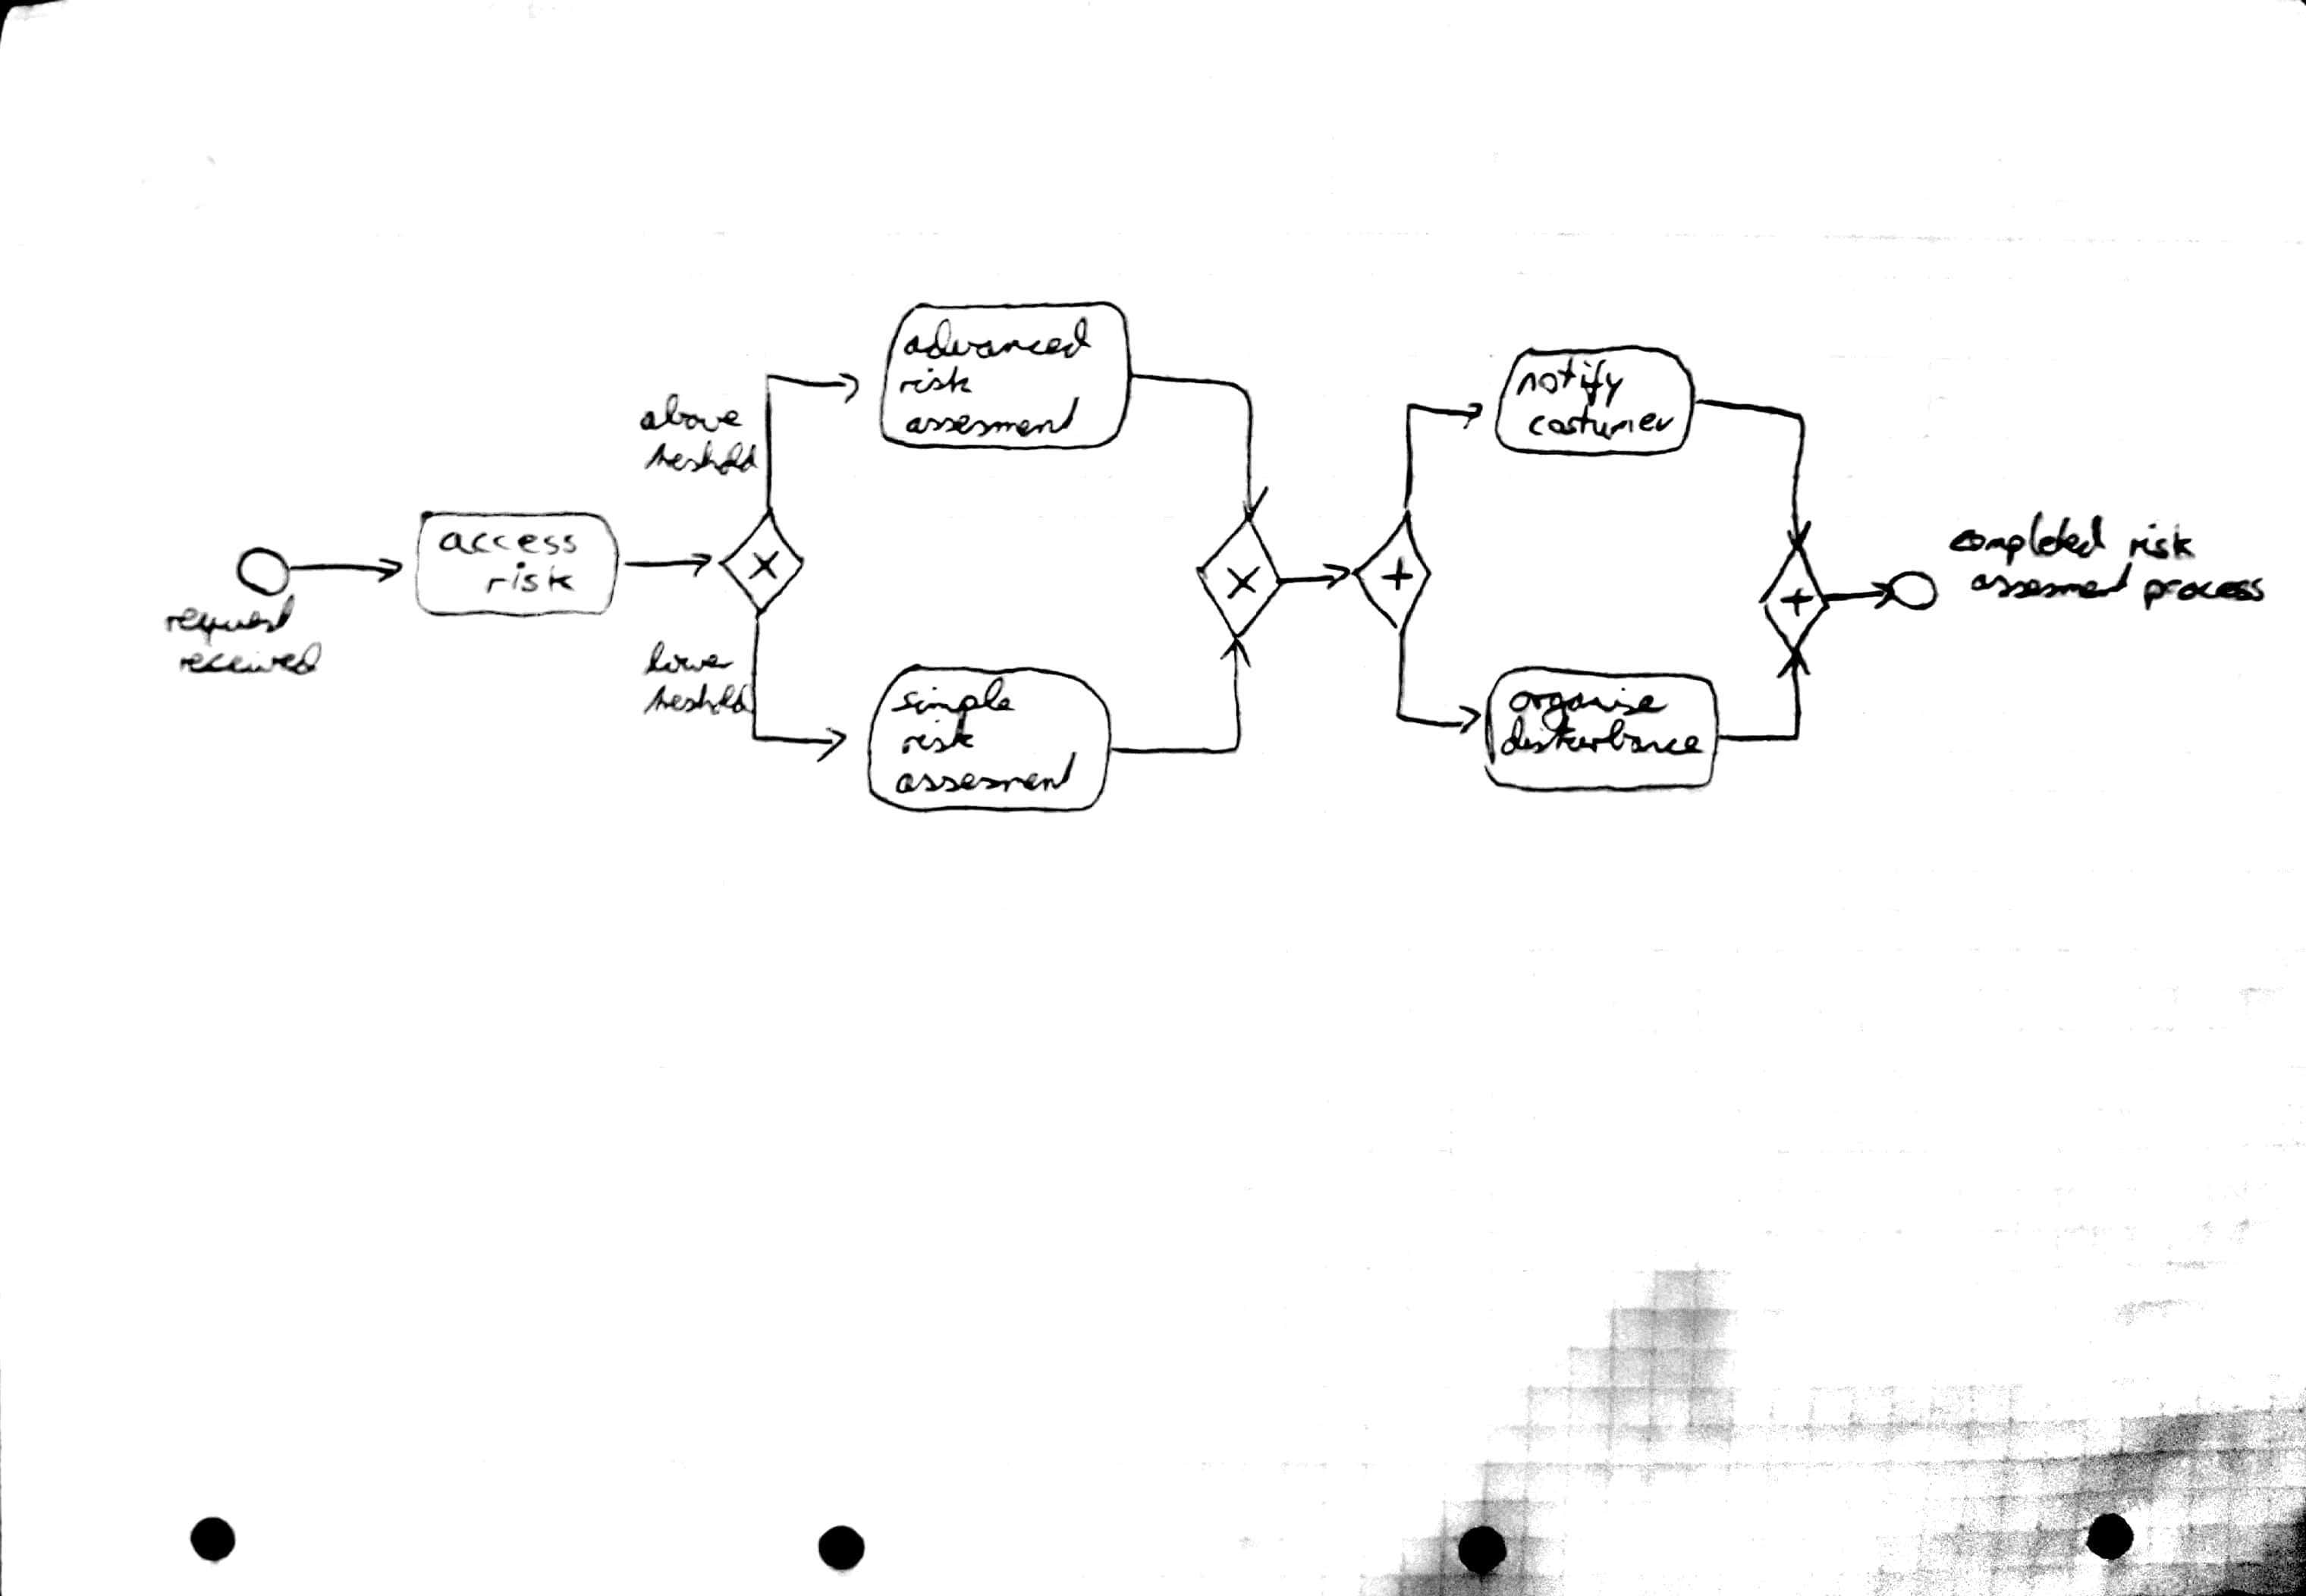 request
received
access
risk
above
treshold
lower
treshold
advanced
risk
assesment
simple
risk
assesment
notify
costumer
organise
disturbance
completed risk
assesment process